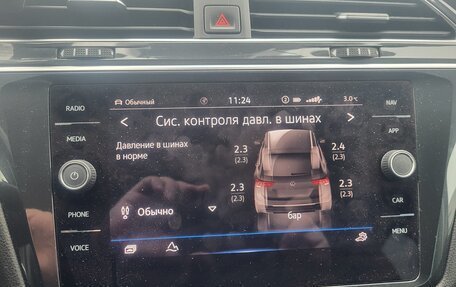 Обычный 11:24 2 3.0°C
RADIO
MEDIA
PHONE
VOICE
NAV
APP
CAR
MENU
< Сис. контроля давл. в шинах >
Давление в шинах
в норме
2.3 2.4
(2.3) (2.3)
2.3 2.3
(2.3) (2.3)
Обычно
бар